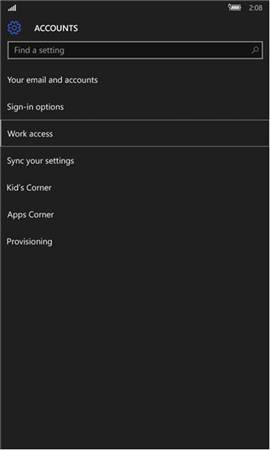 2:08
ACCOUNTS
Find a setting
Your email and accounts
Sign-in options
Work access
Sync your settings
Kid's Corner
Apps Corner
Provisioning